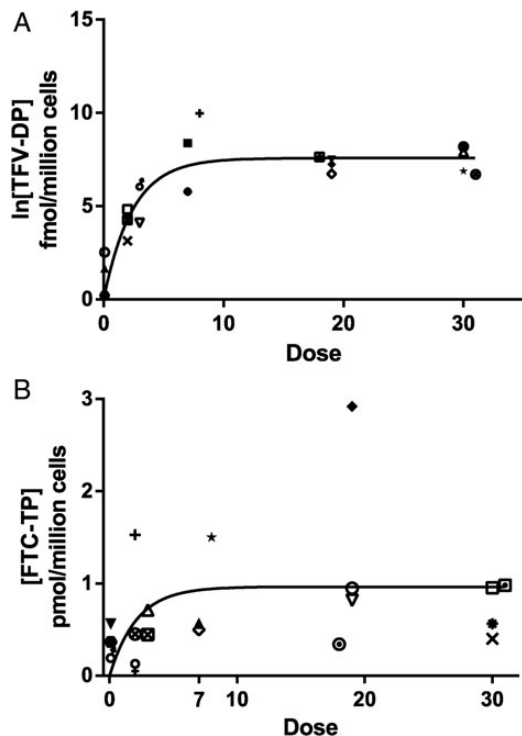 A
ln[TFV-DP]
fmol/million cells
15
10
5
0
0
10
20
30
Dose
B
[FTC-TP]
pmol/million cells
3
2
1
0
0
7
10
20
30
Dose